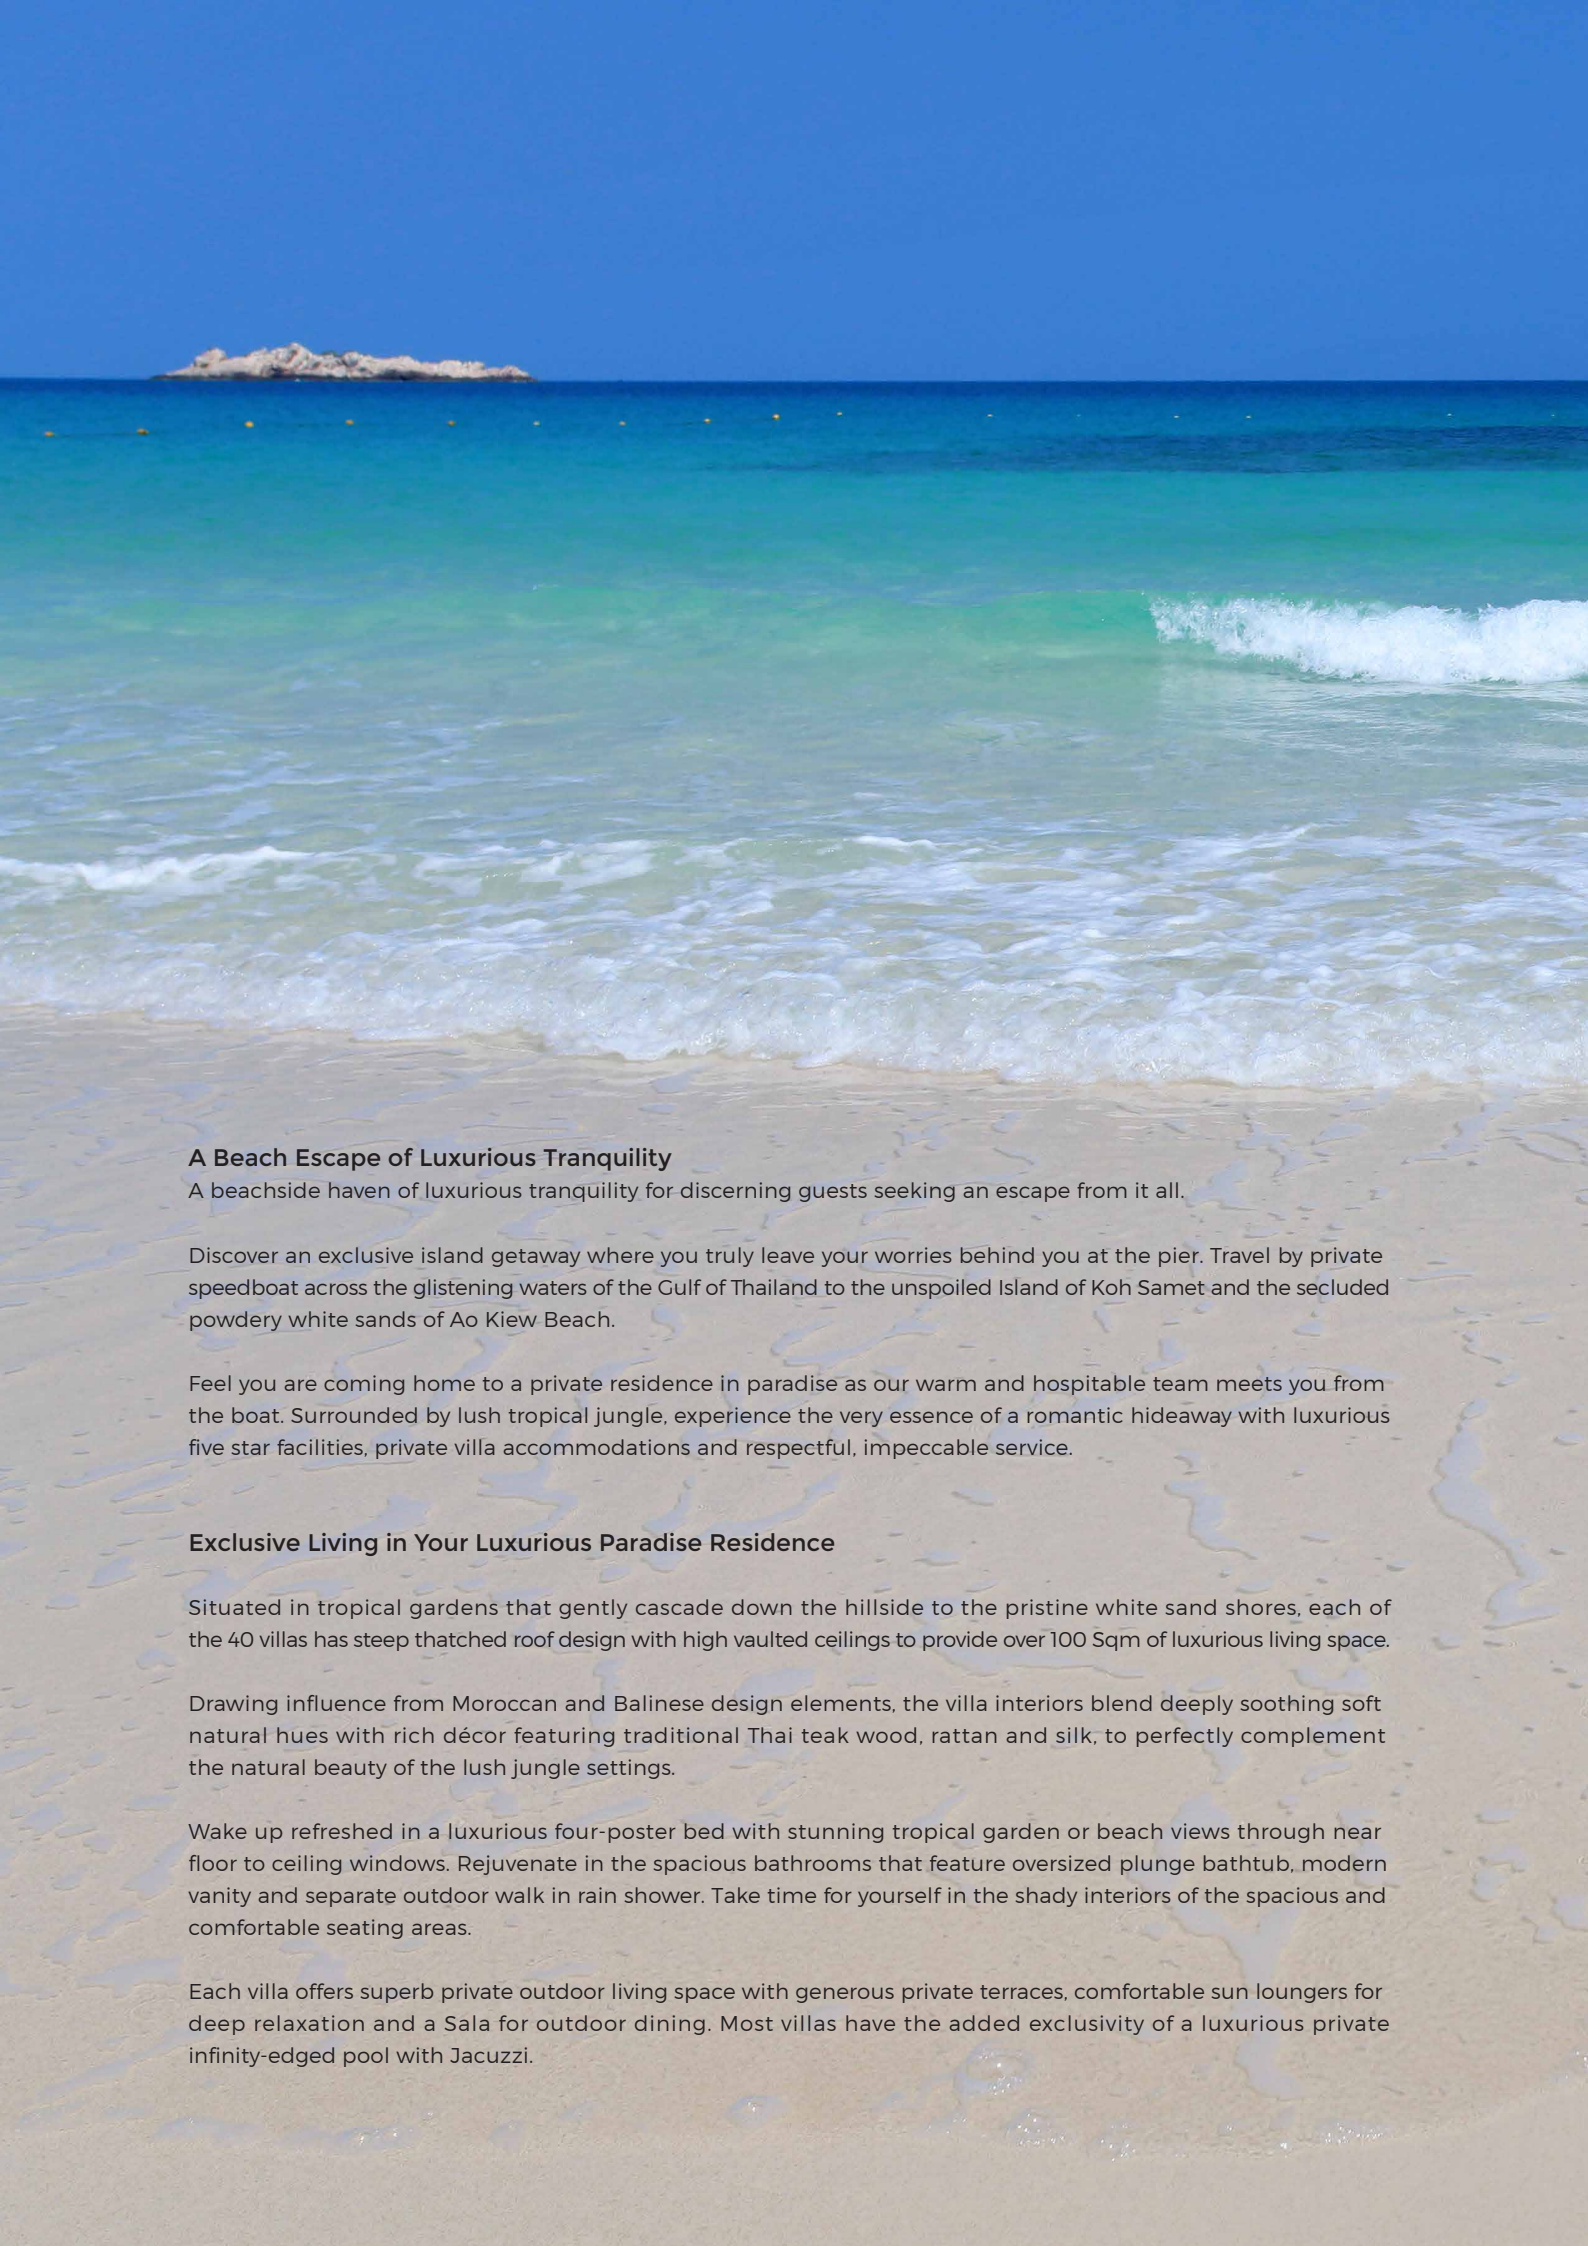 A Beach Escape of Luxurious Tranquility
A beachside haven of luxurious tranquility for discerning guests seeking an escape from it all.
Discover an exclusive island getaway where you truly leave your worries behind you at the pier. Travel by private
speedboat across the glistening waters of the Gulf of Thailand to the unspoiled Island of Koh Samet and the secluded
powdery white sands of Ao Kiew Beach.
Feel you are coming home to a private residence in paradise as our warm and hospitable team meets you from
the boat. Surrounded by lush tropical jungle, experience the very essence of a romantic hideaway with luxurious
five star facilities, private villa accommodations and respectful, impeccable service.
Exclusive Living in Your Luxurious Paradise Residence
Situated in tropical gardens that gently cascade down the hillside to the pristine white sand shores, each of
the 40 villas has steep thatched roof design with high vaulted ceilings to provide over 100 Sqm of luxurious living space.
Drawing influence from Moroccan and Balinese design elements, the villa interiors blend deeply soothing soft
natural hues with rich décor featuring traditional Thai teak wood, rattan and silk, to perfectly complement
the natural beauty of the lush jungle settings.
Wake up refreshed in a luxurious four-poster bed with stunning tropical garden or beach views through near
floor to ceiling windows. Rejuvenate in the spacious bathrooms that feature oversized plunge bathtub, modern
vanity and separate outdoor walk in rain shower. Take time for yourself in the shady interiors of the spacious and
comfortable seating areas.
Each villa offers superb private outdoor living space with generous private terraces, comfortable sun loungers for
deep relaxation and a Sala for outdoor dining. Most villas have the added exclusivity of a luxurious private
infinity-edged pool with Jacuzzi.